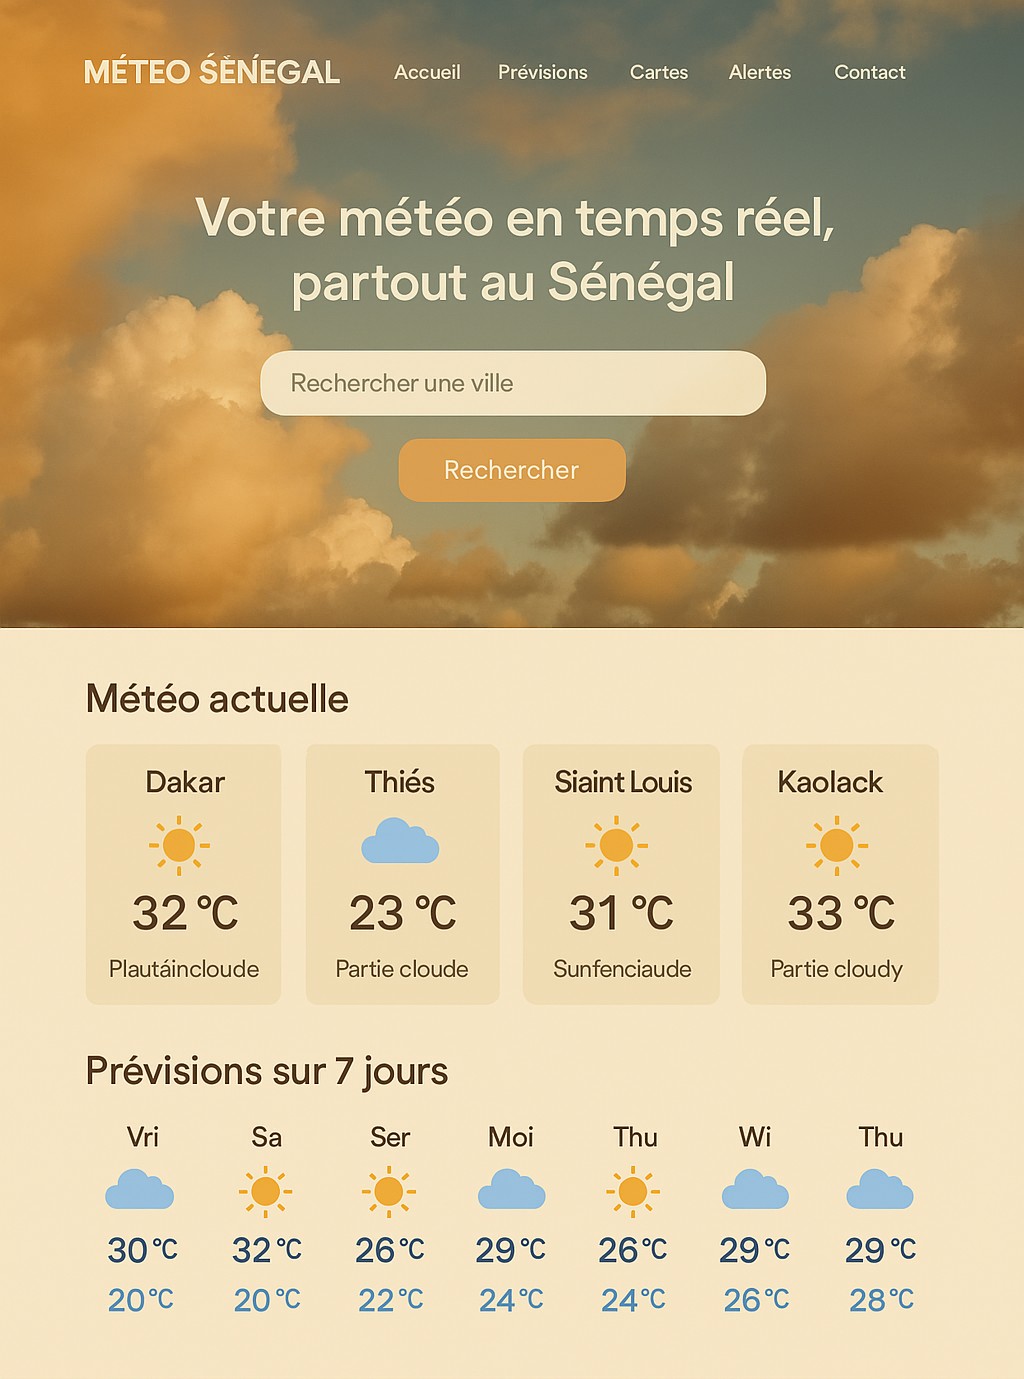 MÉTEO ŚÈŃEGAL
Accueil
Prévisions
Cartes
Alertes
Contact
Votre météo en temps réel,
partout au Sénégal
Rechercher une ville
Rechercher
Météo actuelle
Dakar
32 °C
Plautáincloude
Thiés
23 °C
Partie cloude
Siaint Louis
31 °C
Sunfenciaude
Kaolack
33 °C
Partie cloudy
Prévisions sur 7 jours
Vri
30 °C
20 °C
Sa
32 °C
20 °C
Ser
26 °C
22 °C
Moi
29 °C
24 °C
Thu
26 °C
24 °C
Wi
29 °C
26 °C
Thu
29 °C
28 °C